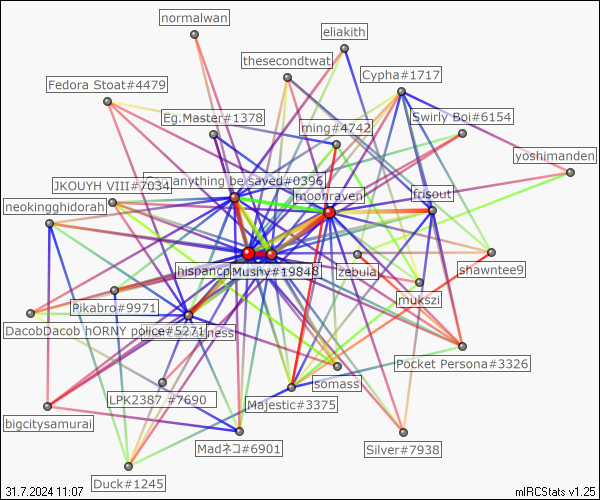 normalwan
eliakith
thesecondtwat
Cypha#1717
Fedora Stoat#4479
Eg.Master#1378
Swirly Boi#6154
ming#4742
yoshimanden
anything be saved#0396
JKOUYH VIII#7034
moonraven
frisout
neokingghidorah
hispancp
Mushy#19848
zebula
shawntee9
mukszi
Pikabro#9971
DacobDacob hORNY police#5271
ness
Pocket Persona#3326
somass
LPK2387 #7690
Majestic#3375
bigcitysamurai
Madネコ#6901
Silver#7938
Duck#1245
31.7.2024 11:07
mIRCStats v1.25